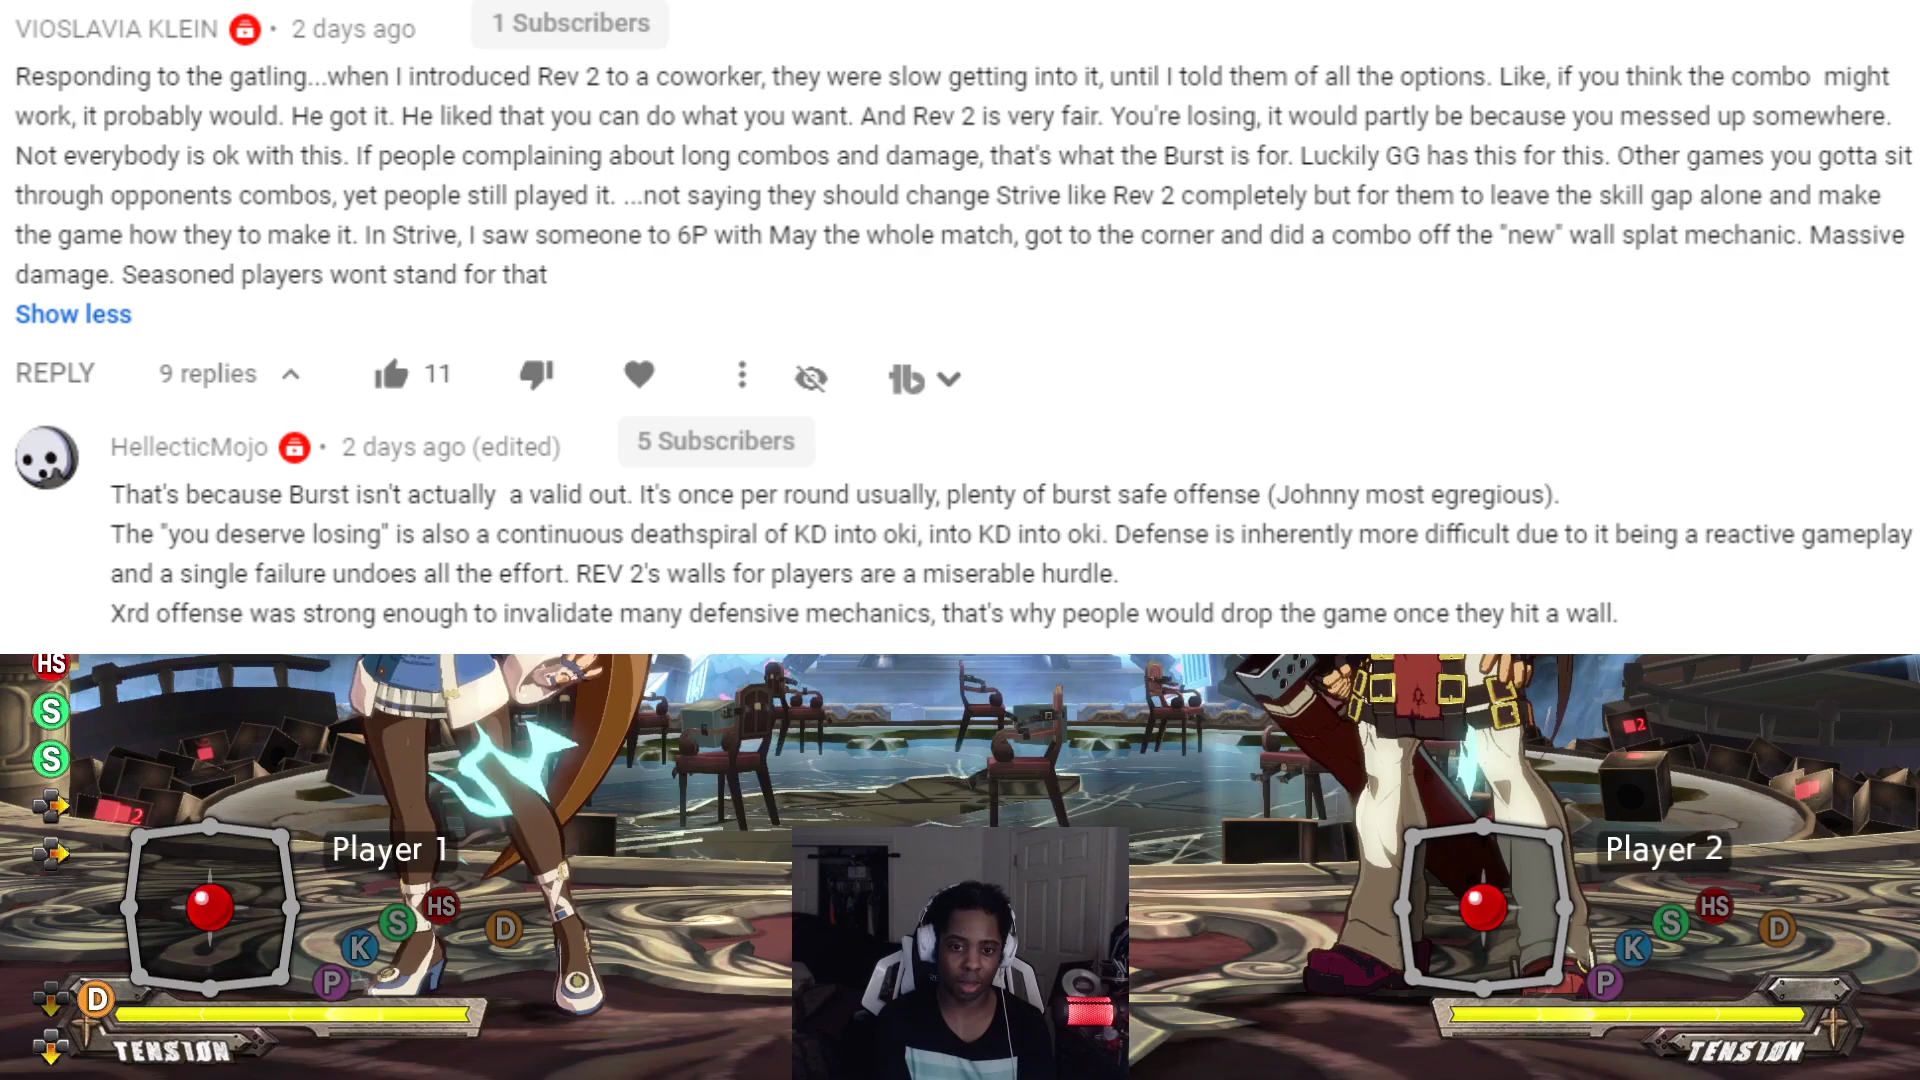 VIOSLAVIA KLEIN • 2 days ago 1 Subscribers
Responding to the gatling...when I introduced Rev 2 to a coworker, they were slow getting into it, until I told them of all the options. Like, if you think the combo might
work, it probably would. He got it. He liked that you can do what you want. And Rev 2 is very fair. You're losing, it would partly be because you messed up somewhere.
Not everybody is ok with this. If people complaining about long combos and damage, that's what the Burst is for. Luckily GG has this for this. Other games you gotta sit
through opponents combos, yet people still played it. ...not saying they should change Strive like Rev 2 completely but for them to leave the skill gap alone and make
the game how they to make it. In Strive, I saw someone to 6P with May the whole match, got to the corner and did a combo off the "new" wall splat mechanic. Massive
damage. Seasoned players wont stand for that
Show less
REPLY 9 replies 11
HellecticMojo • 2 days ago (edited) 5 Subscribers
That's because Burst isn't actually a valid out. It's once per round usually, plenty of burst safe offense (Johnny most egregious).
The "you deserve losing" is also a continuous deathspiral of KD into oki, into KD into oki. Defense is inherently more difficult due to it being a reactive gameplay
and a single failure undoes all the effort. REV 2's walls for players are a miserable hurdle.
Xrd offense was strong enough to invalidate many defensive mechanics, that's why people would drop the game once they hit a wall.
HS
S
S
2
2
Player 1
Player 2
P K S HS D
P K S HS D
D
TENSION
TENSION